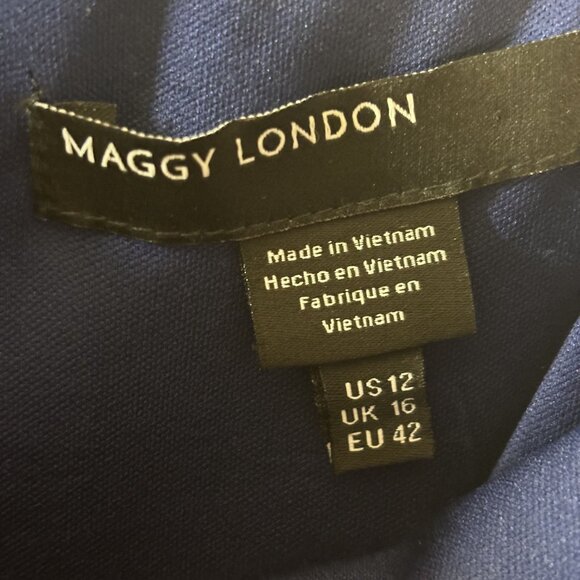 MAGGY LONDON
Made in Vietnam
Hecho en Vietnam
Fabrique en
Vietnam
US 12
UK 16
EU 42